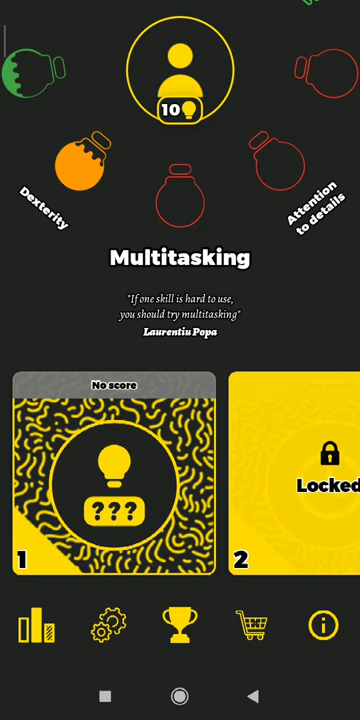 10
Dexterity
Attention
to details
Multitasking
"If one skill is hard to use,
you should try multitasking"
Laurentiu Popa
No score
???
1
Locked
2